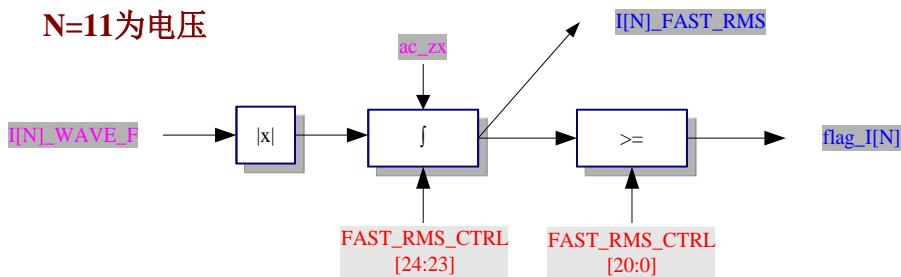 N=11为电压
I[N]_FAST_RMS
ac_zx
I[N]_WAVE_F
|x|
∫
>=
flag_I[N]
FAST_RMS_CTRL
[24:23]
FAST_RMS_CTRL
[20:0]